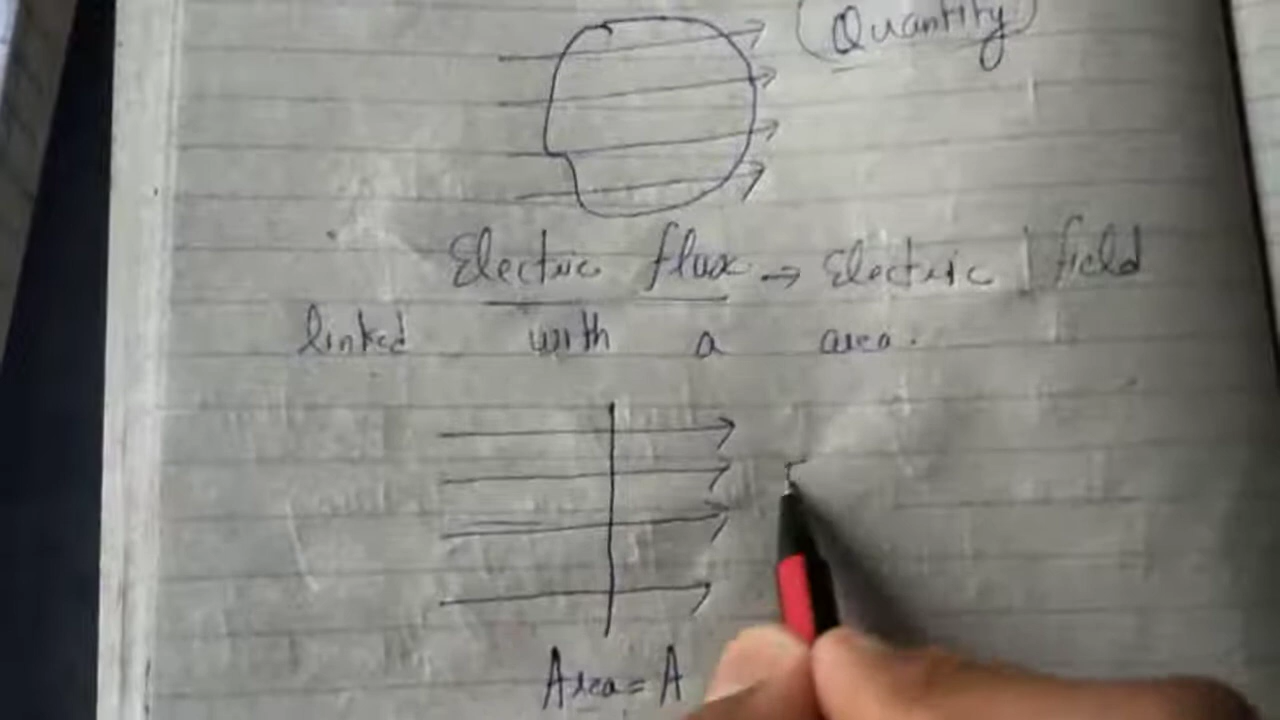 (Quantity)
Electric flux → Electric field
linked with a area.
Area = A